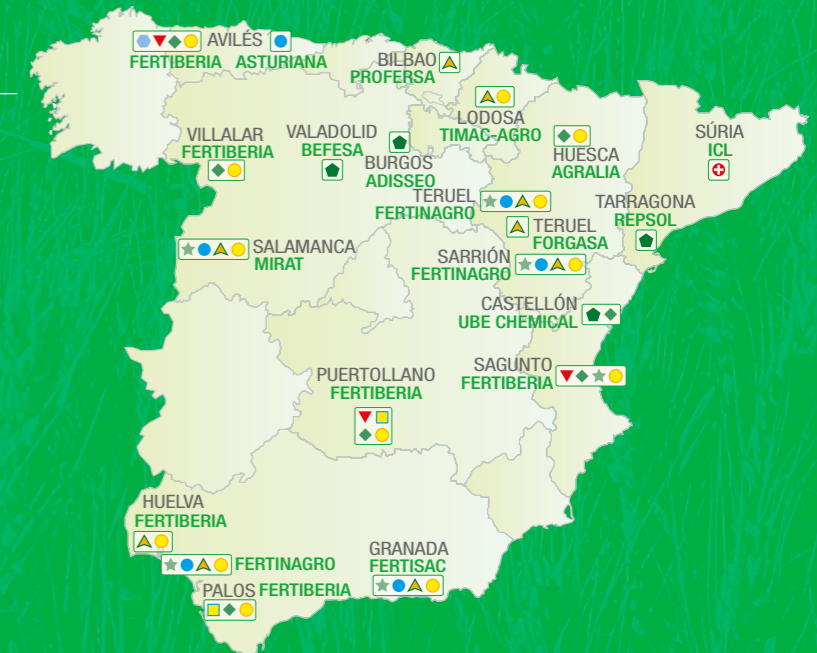 AVILÉS
FERTIBERIA ASTURIANA
BILBAO
PROFERSA
LODOSA
TIMAC-AGRO
VILLALAR
FERTIBERIA
VALADOLID
BEFESA
BURGOS
ADISSEO
HUESCA
AGRALIA
SÚRIA
ICL
TERUEL
FERTINAGRO
TERUEL
FORGASA
TARRAGONA
REPSOL
SALAMANCA
MIRAT
SARRIÓN
FERTINAGRO
CASTELLÓN
UBE CHEMICAL
PUERTOLLANO
FERTIBERIA
SAGUNTO
FERTIBERIA
HUELVA
FERTIBERIA
FERTINAGRO
PALOS FERTIBERIA
GRANADA
FERTISAC